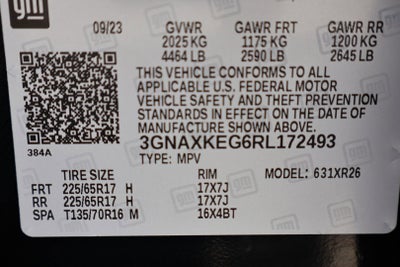 gm
09/23 GVWR GAWR FRT GAWR RR
2025 KG 1175 KG 1200 KG
4464 LB 2590 LB 2645 LB
THIS VEHICLE CONFORMS TO ALL
APPLICABLE U.S. FEDERAL MOTOR
VEHICLE SAFETY AND THEFT PREVENTION
STANDARDS IN EFFECT ON THE DATE OF
MANUFACTURE SHOWN ABOVE.
3GNAXKEG6RL172493
384A TYPE: MPV
TIRE SIZE RIM MODEL: 631XR26
FRT 225/65R17 H 17X7J
RR 225/65R17 H 17X7J
SPA T135/70R16 M 16X4BT